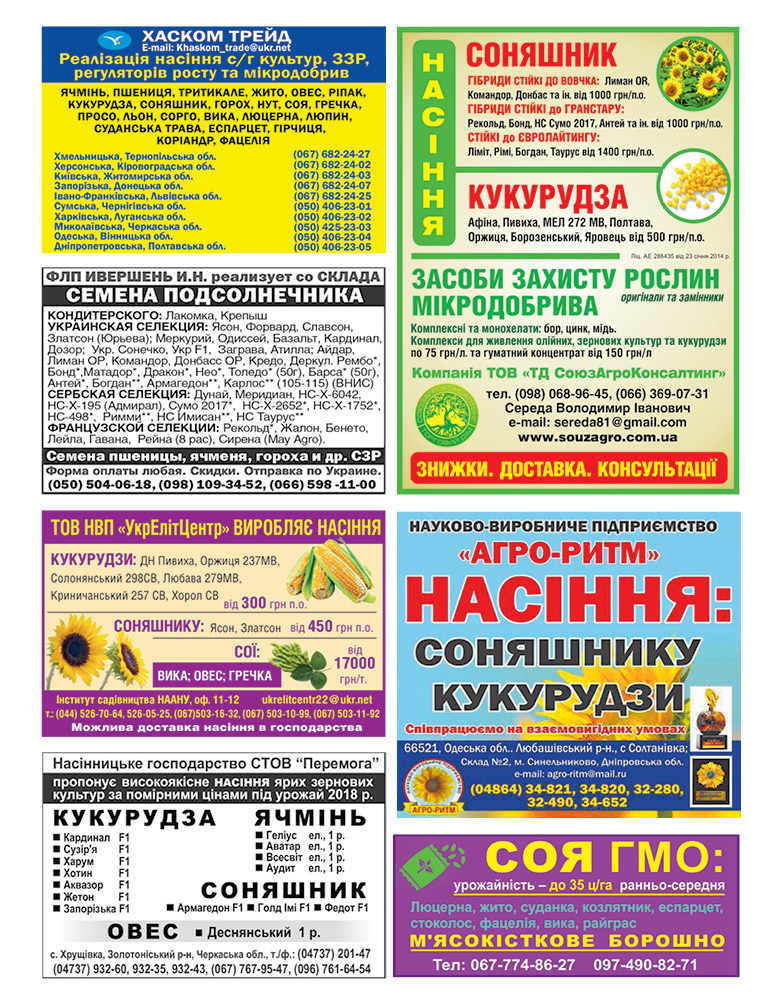 ХАСКОМ ТРЕЙД
E-mail: Khaskom_trade@ukr.net
Реалізація насіння с/г культур, ЗЗР,
регуляторів росту та мікродобрив
ЯЧМІНЬ, ПШЕНИЦЯ, ТРИТИКАЛЕ, ЖИТО, ОВЕС, РІПАК,
КУКУРУДЗА, СОНЯШНИК, ГОРОХ, НУТ, СОЯ, ГРЕЧКА,
ПРОСО, ЛЬОН, СОРГО, ВИКА, ЛЮЦЕРНА, ЛЮПИН,
СУДАНСЬКА ТРАВА, ЕСПАРЦЕТ, ГІРЧИЦЯ,
КОРІАНДР, ФАЦЕЛІЯ
Хмельницька, Тернопільська обл. (067) 682-24-27
Херсонська, Кіровоградська обл. (067) 682-24-02
Київська, Житомирська обл. (067) 682-24-03
Запорізька, Донецька обл. (067) 682-24-07
Івано-Франківська, Львівська обл. (067) 682-24-25
Сумська, Чернігівська обл. (050) 406-23-01
Харківська, Луганська обл. (050) 406-23-02
Миколаївська, Черкаська обл. (050) 425-23-03
Одеська, Вінницька обл. (050) 406-23-04
Дніпропетровська, Полтавська обл. (050) 406-23-05
ФЛП ИВЕРШЕНЬ И.Н. реализует со СКЛАДА
СЕМЕНА ПОДСОЛНЕЧНИКА
КОНДИТЕРСКОГО: Лакомка, Крепыш
УКРАИНСКАЯ СЕЛЕКЦИЯ: Ясон, Форвард, Славсон,
Златсон (Юрьева); Меркурий, Одиссей, Базальт, Кардинал,
Дозор; Укр. Сонечко, Укр F1, Заграва, Атилла; Айдар,
Лиман ОР, Командор, Донбасс ОР, Кредо, Деркул. Рембо*,
Бонд*,Матадор*, Дракон*, Нео*, Толедо* (50г), Барса* (50г),
Антей*, Богдан**, Армагедон**, Карлос** (105-115) (ВНИС)
СЕРБСКАЯ СЕЛЕКЦИЯ: Дунай, Меридиан, НС-Х-6042,
НС-Х-195 (Адмирал), Сумо 2017*, НС-Х-2652*, НС-Х-1752*,
НС-498*, Римми**, НС Имисан**, НС Таурус**
ФРАНЦУЗСКОЙ СЕЛЕКЦИИ: Рекольд*, Жалон, Бенето,
Лейла, Гавана, Рейна (8 рас), Сирена (May Agro).
Семена пшеницы, ячменя, гороха и др. СЗР
Форма оплаты любая. Скидки. Отправка по Украине.
(050) 504-06-18, (098) 109-34-52, (066) 598 -11-00
ТОВ НВП «УкрЕлітЦентр» ВИРОБЛЯЄ НАСІННЯ
КУКУРУДЗИ: ДН Пивиха, Оржиця 237МВ,
Солонянський 298СВ, Любава 279МВ,
Криничанський 257 СВ, Хорол СВ
від 300 грн п.о.
СОНЯШНИКУ: Ясон, Златсон від 450 грн п.о.
СОЇ:
від
17000
грн/т.
ВИКА; ОВЕС; ГРЕЧКА
Інститут садівництва НААНУ, оф. 11-12 ukrelitcentr22@ukr.net
т.: (044) 526-70-64, 526-05-25, (067)503-16-32, (067) 503-10-99, (067) 503-11-92
Можлива доставка насіння в господарства
Насінницьке господарство СТОВ “Перемога”
пропонує високоякісне НАСІННЯ ярих зернових
культур за помірними цінами під урожай 2018 р.
КУКУРУДЗА
Кардинал F1
Сузір'я F1
Харум F1
Хотин F1
Аквазор F1
Жетон F1
Запорізька F1
ЯЧМІНЬ
Геліус ел., 1 р.
Аватар ел., 1 р.
Всесвіт ел., 1 р.
Аудит ел., 1 р.
СОНЯШНИК
Армагедон F1 Голд Імі F1 Федот F1
ОВЕС Деснянський 1 р.
с. Хрущівка, Золотоніський р-н, Черкаська обл., т./ф.: (04737) 201-47
(04737) 932-60, 932-35, 932-43, (067) 767-95-47, (096) 761-64-54
НАСІННЯ
СОНЯШНИК
ГІБРИДИ СТІЙКІ ДО ВОВЧКА: Лиман OR,
Командор, Донбас та ін. від 1000 грн/п.о.
ГІБРИДИ СТІЙКІ до ГРАНСТАРУ:
Рекольд, Бонд, НС Сумо 2017, Антей та ін. від 1000 грн/п.о.
СТІЙКІ до ЄВРОЛАЙТИНГУ:
Ліміт, Рімі, Богдан, Таурус від 1400 грн/п.о.
КУКУРУДЗА
Афіна, Пивиха, МЕЛ 272 МВ, Полтава,
Оржиця, Борозенський, Яровець від 500 грн/п.о.
Ліц. АЕ 288435 від 23 січня 2014 р.
ЗАСОБИ ЗАХИСТУ РОСЛИН
МІКРОДОБРИВА оригінали та замінники
Комплексні та монохелати: бор, цинк, мідь.
Комплекси для живлення олійних, зернових культур та кукурудзи
по 75 грн/л. та гуматний концентрат від 150 грн/л
Компанія ТОВ «ТД СоюзАгроКонсалтинг»
тел. (098) 068-96-45, (066) 369-07-31
Середа Володимир Іванович
e-mail: sereda81@gmail.com
www.souzagro.com.ua
ЗНИЖКИ. ДОСТАВКА. КОНСУЛЬТАЦІЇ
НАУКОВО-ВИРОБНИЧЕ ПІДПРИЄМСТВО
«АГРО-РИТМ»
НАСІННЯ:
СОНЯШНИКУ
КУКУРУДЗИ
Співпрацюємо на взаємовигідних умовах
66521, Одеська обл.. Любашівський р-н., с Солтанівка;
Склад №2, м. Синельниково, Дніпровська обл.
e-mail: agro-ritm@mail.ru
(04864) 34-821, 34-820, 32-280,
32-490, 34-652
АГРО-РИТМ
СОЯ ГМО:
урожайність – до 35 ц/га ранньо-середня
Люцерна, жито, суданка, козлятник, еспарцет,
стоколос, фацелія, вика, райграс
М'ЯСОКІСТКОВЕ БОРОШНО
Тел: 067-774-86-27 097-490-82-71